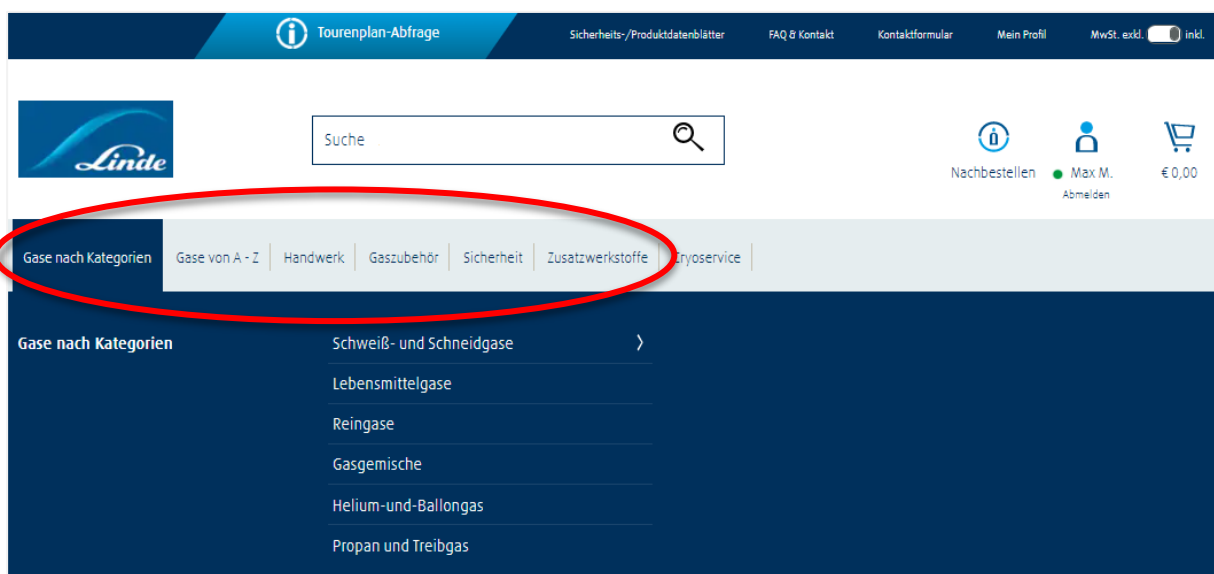 Tourenplan-Abfrage
Sicherheits-/Produktdatenblätter
FAQ & Kontakt
Kontaktformular
Mein Profil
MwSt. exkl. inkl.
Linde
Suche
Nachbestellen
Max M.
€ 0,00
Abmelden
Gase nach Kategorien
Gase von A - Z
Handwerk
Gaszubehör
Sicherheit
Zusatzwerkstoffe
Cryoservice
Gase nach Kategorien
Schweiß- und Schneidgase
Lebensmittelgase
Reingase
Gasgemische
Helium-und-Ballongas
Propan und Treibgas